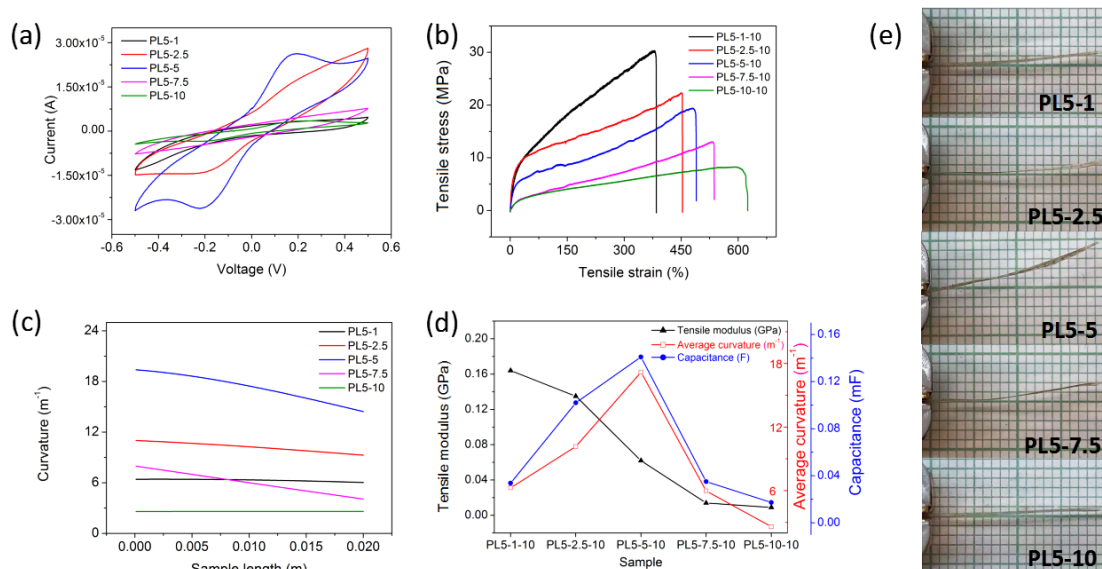 (a)
3.00x10⁻⁵
1.50x10⁻⁵
0.00
-1.50x10⁻⁵
-3.00x10⁻⁵
Current (A)
-0.6 -0.4 -0.2 0.0 0.2 0.4 0.6
Voltage (V)
PL5-1
PL5-2.5
PL5-5
PL5-7.5
PL5-10
(b)
30
20
10
0
Tensile stress (MPa)
0 150 300 450 600
Tensile strain (%)
PL5-1-10
PL5-2.5-10
PL5-5-10
PL5-7.5-10
PL5-10-10
(c)
24
18
12
6
0
Curvature (m⁻¹)
0.000 0.005 0.010 0.015 0.020
Sample length (m)
PL5-1
PL5-2.5
PL5-5
PL5-7.5
PL5-10
(d)
0.20
0.16
0.12
0.08
0.04
0.00
Tensile modulus (GPa)
PL5-1-10 PL5-2.5-10 PL5-5-10 PL5-7.5-10 PL5-10-10
Sample
Tensile modulus (GPa)
Average curvature (m⁻¹)
Capacitance (F)
18
12
6
Average curvature (m⁻¹)
0.16
0.12
0.08
0.04
0.00
Capacitance (mF)
(e)
PL5-1
PL5-2.5
PL5-5
PL5-7.5
PL5-10